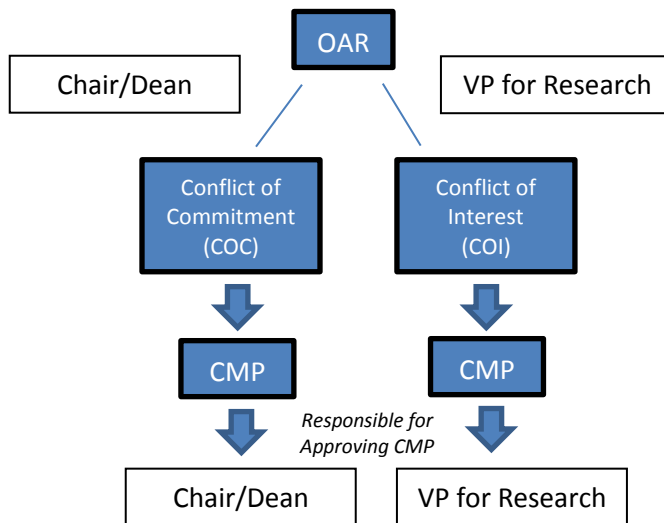 OAR
Chair/Dean
VP for Research
Conflict of
Commitment
(COC)
Conflict of
Interest
(COI)
CMP
CMP
Responsible for
Approving CMP
Chair/Dean
VP for Research